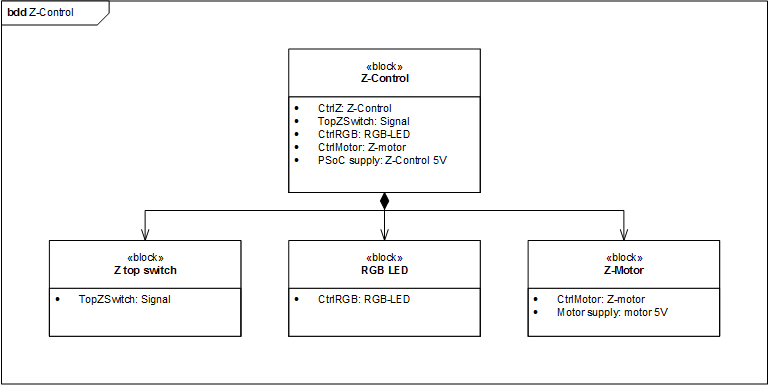 bdd Z-Control
«block»
Z-Control
• CtrlZ: Z-Control
• TopZSwitch: Signal
• CtrlRGB: RGB-LED
• CtrlMotor: Z-motor
• PSoC supply: Z-Control 5V
«block»
Z top switch
• TopZSwitch: Signal
«block»
RGB LED
• CtrlRGB: RGB-LED
«block»
Z-Motor
• CtrlMotor: Z-motor
• Motor supply: motor 5V